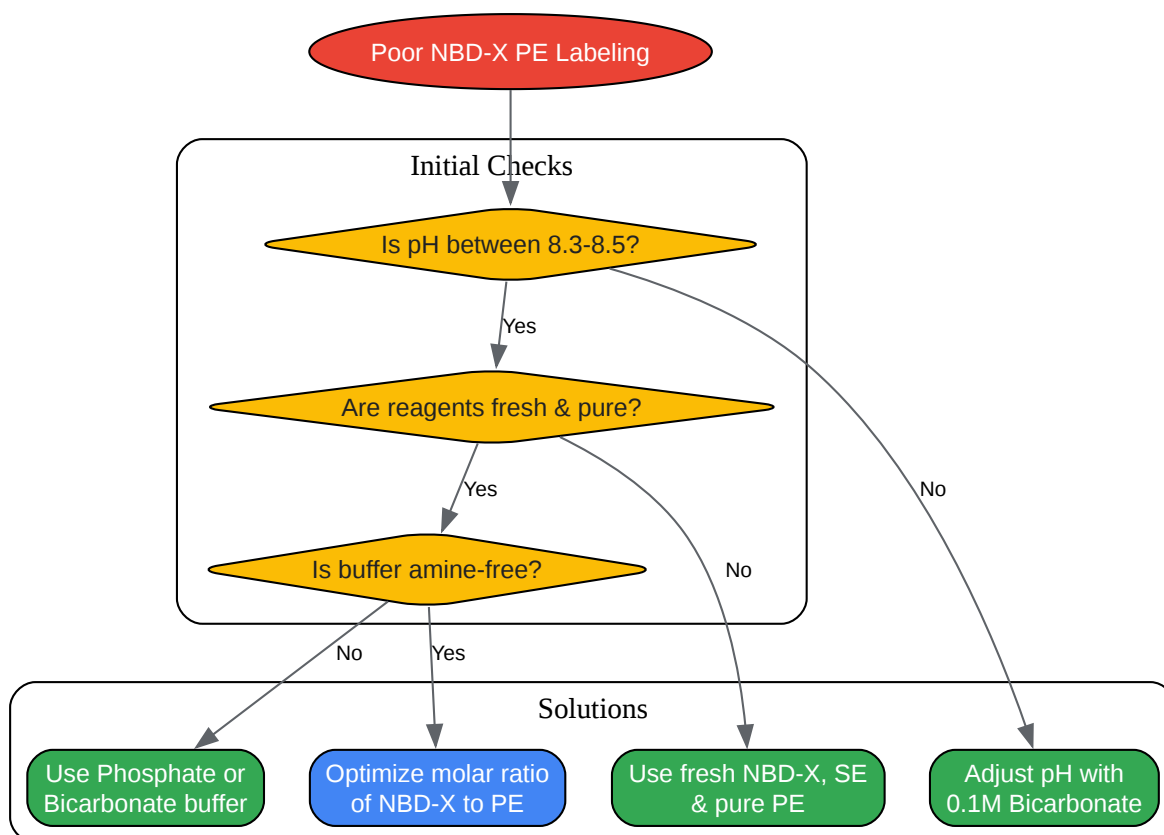 Poor NBD-X PE Labeling
Initial Checks
Is pH between 8.3-8.5?
Yes
Are reagents fresh & pure?
Yes
No
Is buffer amine-free?
No
No
Yes
Solutions
Use Phosphate or
Bicarbonate buffer
Optimize molar ratio
of NBD-X to PE
Use fresh NBD-X, SE
& pure PE
Adjust pH with
0.1M Bicarbonate